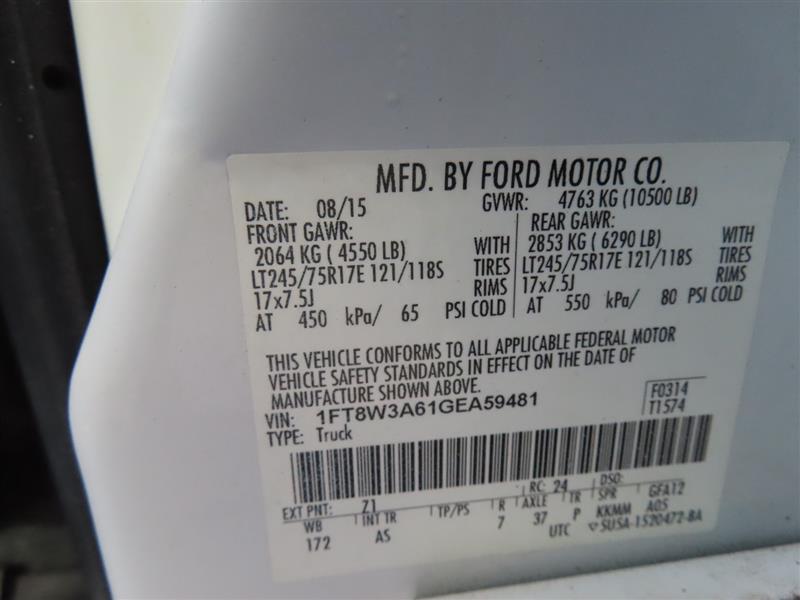 MFD. BY FORD MOTOR CO.
DATE: 08/15 GVWR: 4763 KG (10500 LB)
FRONT GAWR: REAR GAWR:
2064 KG ( 4550 LB) WITH 2853 KG ( 6290 LB) WITH
LT245/75R17E 121/118S TIRES LT245/75R17E 121/118S TIRES
17x7.5J RIMS 17x7.5J RIMS
AT 450 kPa/ 65 PSI COLD AT 550 kPa/ 80 PSI COLD
THIS VEHICLE CONFORMS TO ALL APPLICABLE FEDERAL MOTOR
VEHICLE SAFETY STANDARDS IN EFFECT ON THE DATE OF
MANUFACTURE SHOWN ABOVE.
VIN: 1FT8W3A61GEA59481 F0314
TYPE: Truck T1574
EXT PNT: Z1 RC: 24 DSO:
WB INT TR TP/PS R AXLE TR SPR GFA12
172 AS 7 37 P KKMM A05
UTC ▽SU5A-1520472-BA